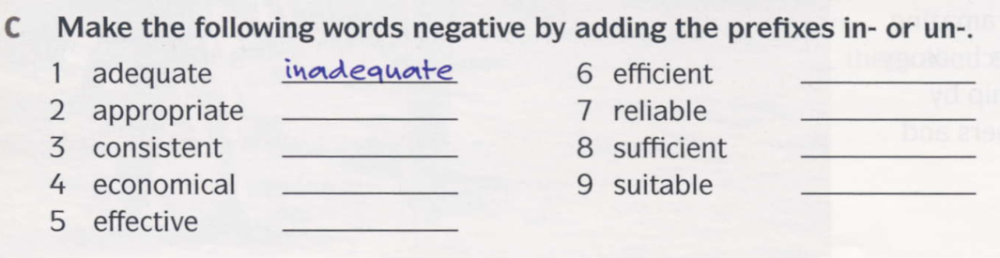 C Make the following words negative by adding the prefixes in- or un-.
1 adequate inadequate
2 appropriate
3 consistent
4 economical
5 effective
6 efficient
7 reliable
8 sufficient
9 suitable